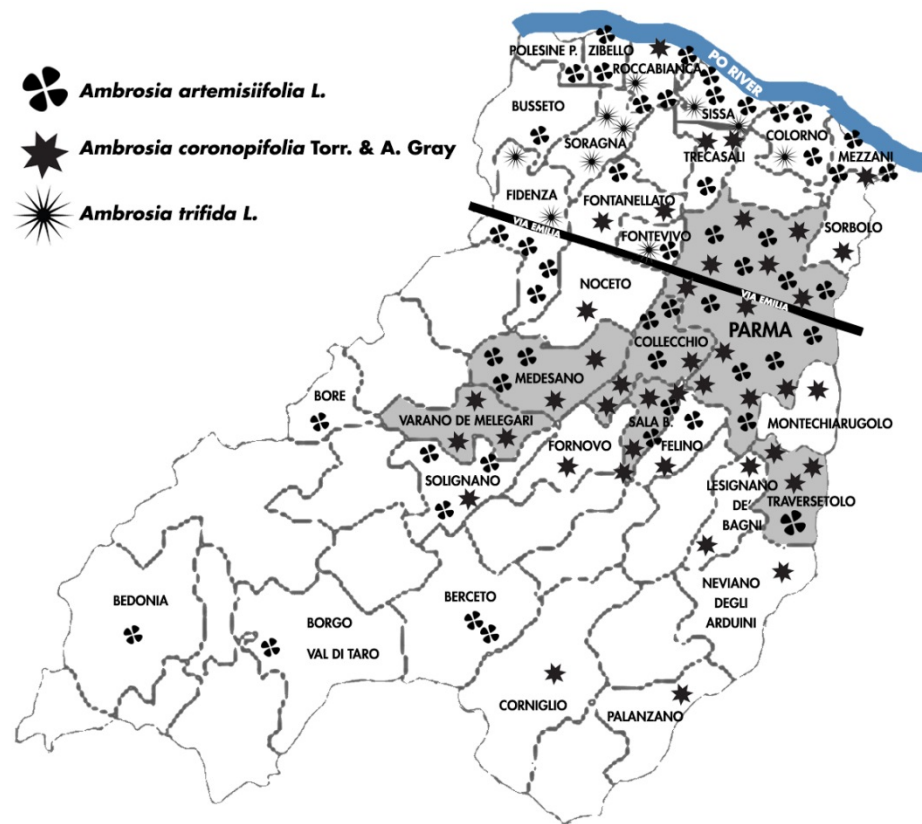 Ambrosia artemisiifolia L.
Ambrosia coronopifolia Torr. & A. Gray
Ambrosia trifida L.
PO RIVER
POLESINE P.
ZIBELLO
ROCCABIANCA
BUSSETO
SISSA
SORAGNA
COLORNO
TRECASALI
MEZZANI
FIDENZA
FONTANELLATO
VIA EMILIA
FONTEVIVO
SORBOLO
NOCETO
VIA EMILIA
PARMA
COLLECCHIO
MEDESANO
BORE
VARANO DE MELEGARI
SALA B.
MONTECHIARUGOLO
FORNOVO
FELINO
SOLIGNANO
LESIGNANO
DE'
BAGNI
TRAVERSETOLO
NEVIANO
DEGLI
ARDUINI
BEDONIA
BERCETO
BORGO
VAL DI TARO
CORNIGLIO
PALANZANO